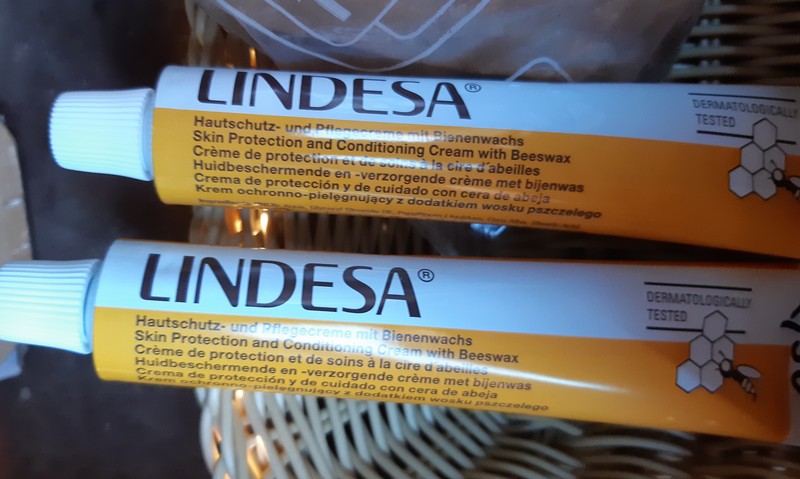 LINDESA®
DERMATOLOGICALLY
TESTED
Hautschutz- und Pflegecreme mit Bienenwachs
Skin Protection and Conditioning Cream with Beeswax
Crème de protection et de soins à la cire d'abeilles
Huidbeschermende en -verzorgende crème met bijenwas
Crema de protección y de cuidado con cera de abeja
Krem ochronno-pielęgnujący z dodatkiem wosku pszczelego
LINDESA®
DERMATOLOGICALLY
TESTED
Hautschutz- und Pflegecreme mit Bienenwachs
Skin Protection and Conditioning Cream with Beeswax
Crème de protection et de soins à la cire d'abeilles
Huidbeschermende en -verzorgende crème met bijenwas
Crema de protección y de cuidado con cera de abeja
Krem ochronno-pielęgnujący z dodatkiem wosku pszczelego